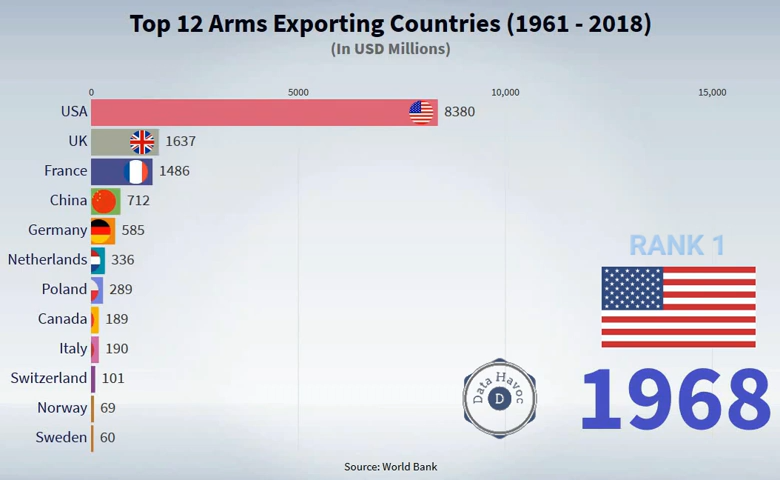 Top 12 Arms Exporting Countries (1961 - 2018)
(In USD Millions)
0 5000 10,000 15,000
USA 8380
UK 1637
France 1486
China 712
Germany 585
Netherlands 336
Poland 289
Canada 189
Italy 190
Switzerland 101
Norway 69
Sweden 60
RANK 1
1968
Data Havoc
D
Source: World Bank